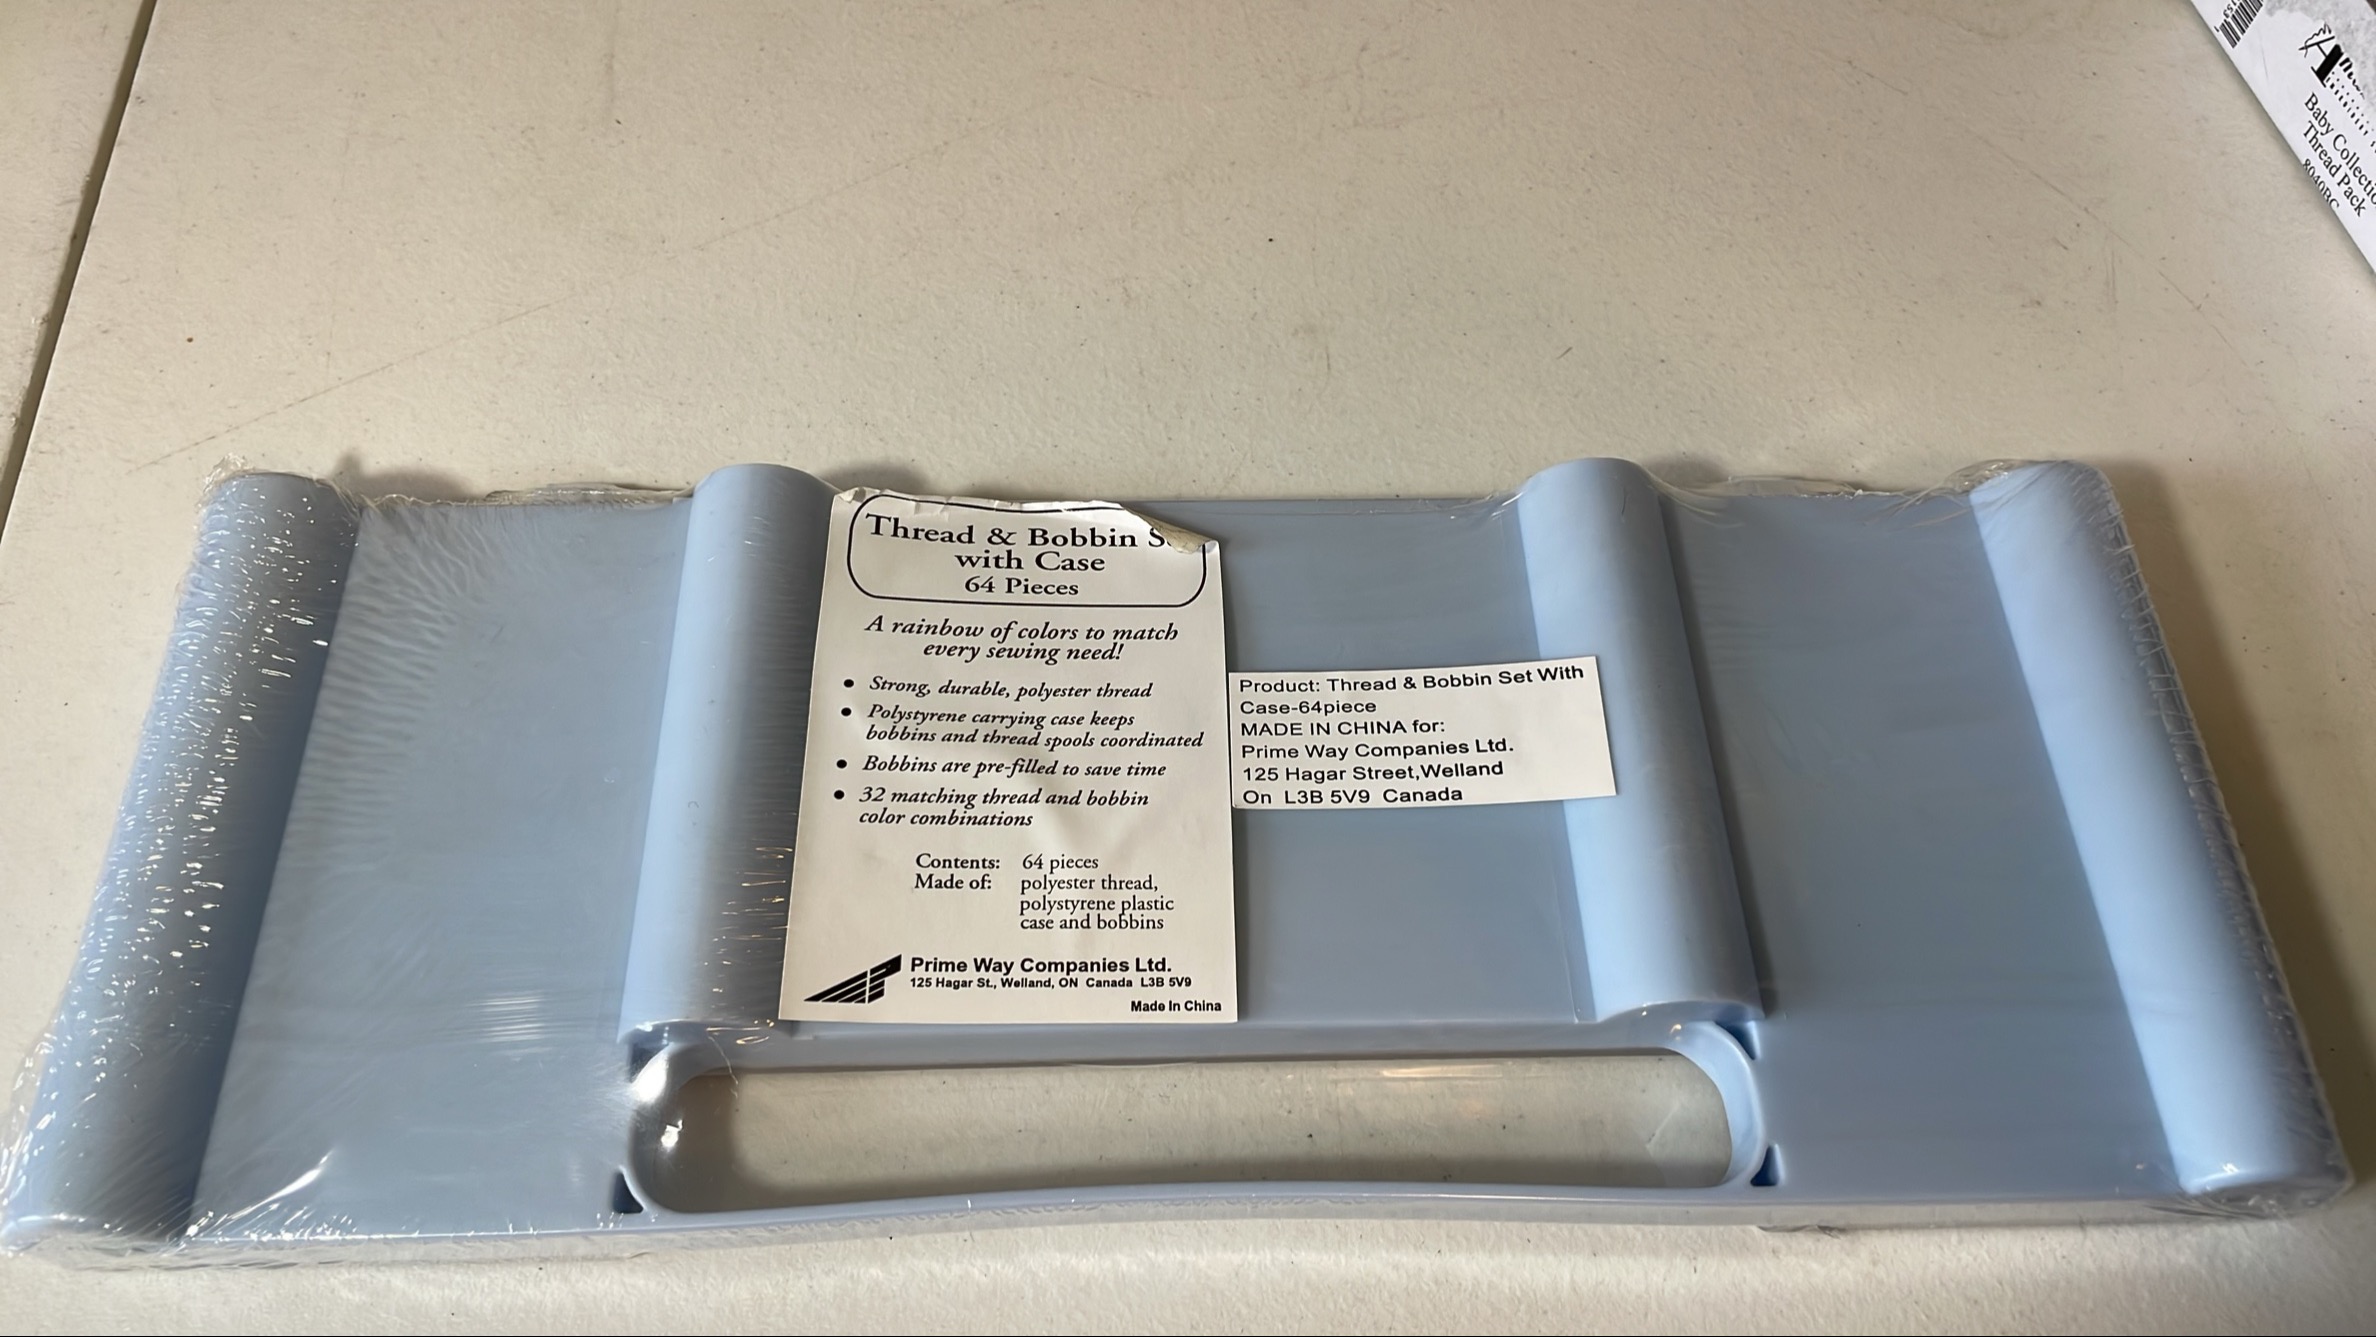 Thread & Bobbin
with Case
64 Pieces
A rainbow of colors to match
every sewing need!
• Strong, durable, polyester thread
• Polystyrene carrying case keeps
bobbins and thread spools coordinated
• Bobbins are pre-filled to save time
• 32 matching thread and bobbin
color combinations
Contents: 64 pieces
Made of: polyester thread,
polystyrene plastic
case and bobbins
Prime Way Companies Ltd.
125 Hagar St., Welland, ON Canada L3B 5V9
Made In China
Product: Thread & Bobbin Set With
Case-64piece
MADE IN CHINA for:
Prime Way Companies Ltd.
125 Hagar Street,Welland
On L3B 5V9 Canada
Baby
Thread Pack
8040BC